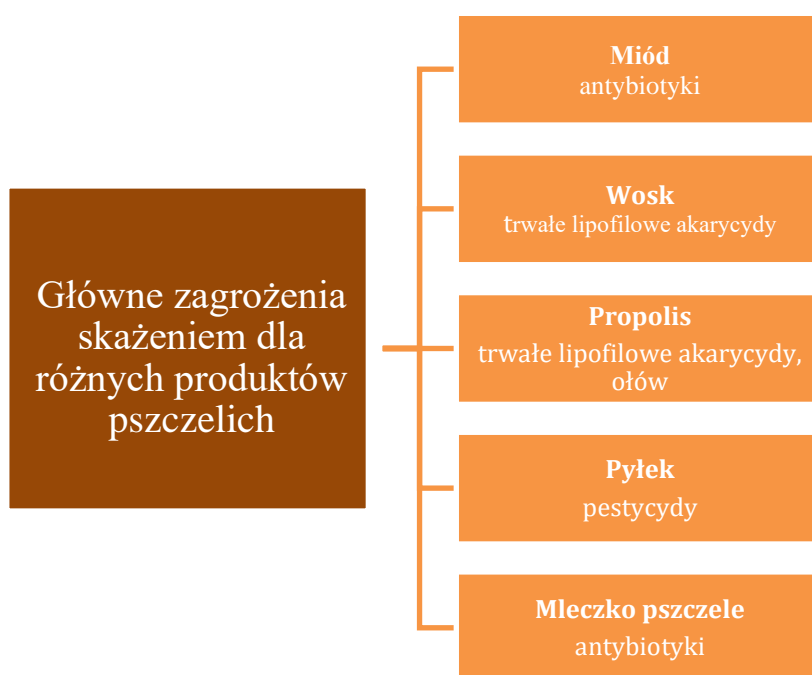 Główne zagrożenia
skażeniem dla
różnych produktów
pszczelich
Miód
antybiotyki
Wosk
trwałe lipofilowe akarycydy
Propolis
trwałe lipofilowe akarycydy,
ołów
Pyłek
pestycydy
Mleczko pszczele
antybiotyki